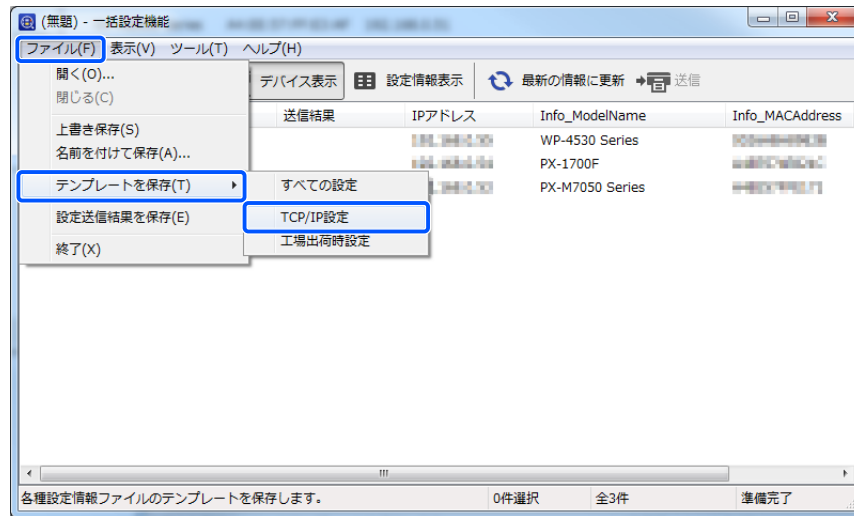 (無題) - 一括設定機能
ファイル(F) 表示(V) ツール(T) ヘルプ(H)
開く(O)...
閉じる(C)
上書き保存(S)
名前を付けて保存(A)...
テンプレートを保存(T)
設定送信結果を保存(E)
終了(X)
すべての設定
TCP/IP設定
工場出荷時設定
デバイス表示 設定情報表示 最新の情報に更新 送信
送信結果 IPアドレス Info_ModelName Info_MACAddress
WP-4530 Series
PX-1700F
PX-M7050 Series
各種設定情報ファイルのテンプレートを保存します。 0件選択 全3件 準備完了